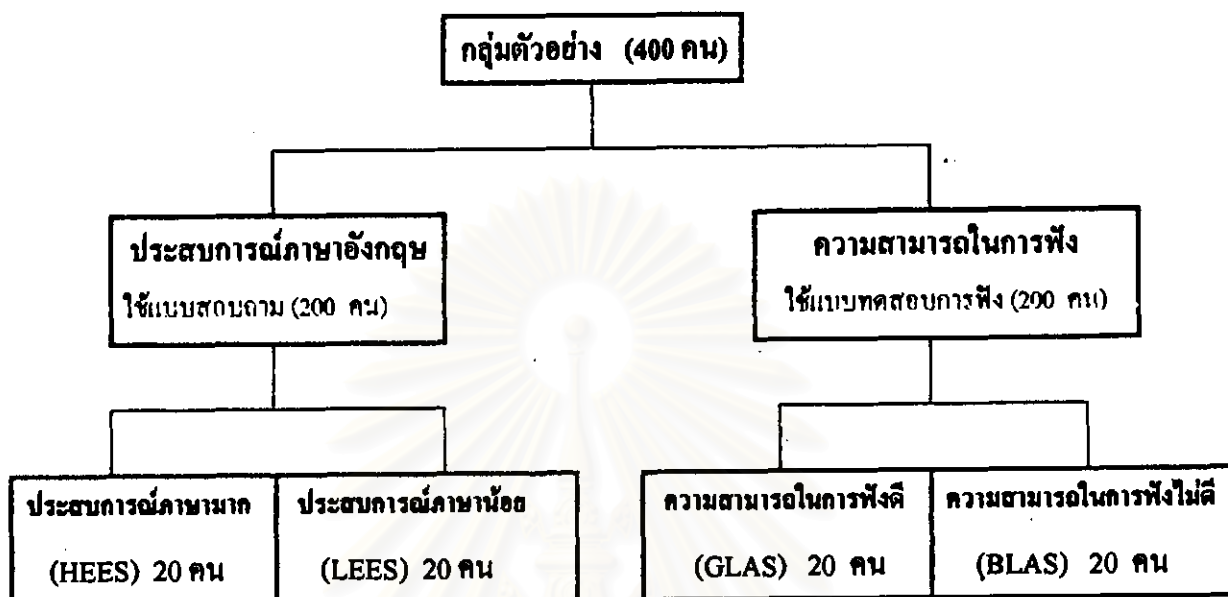 กลุ่มตัวอย่าง (400 คน)
ประสบการณ์ภาษาอังกฤษ
ใช้แบบสอบถาม (200 คน)
ความสามารถในการฟัง
ใช้แบบทดสอบการฟัง (200 คน)
ประสบการณ์ภาษามาก
(HEES) 20 คน
ประสบการณ์ภาษาน้อย
(LEES) 20 คน
ความสามารถในการฟังดี
(GLAS) 20 คน
ความสามารถในการฟังไม่ดี
(BLAS) 20 คน